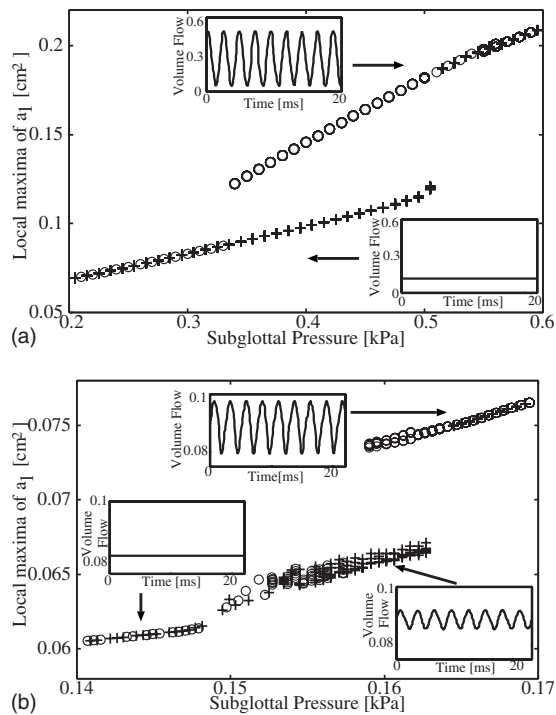 0.6
0.3
0
Volume Flow
0
20
Time [ms]
0.2
0.15
0.1
0.05
Local maxima of a1 [cm2]
0.6
0.3
0
Volume Flow
0
20
Time [ms]
0.2
0.3
0.4
0.5
0.6
(a)
Subglottal Pressure [kPa]
0.1
0.08
Volume Flow
0
20
Time[ms]
0.075
0.07
0.065
0.06
Local maxima of a1 [cm2]
0.1
0.08
Volume
Flow
0
20
Time [ms]
0.1
0.08
Volume
Flow
0
20
Time [ms]
0.14
0.15
0.16
0.17
(b)
Subglottal Pressure [kPa]